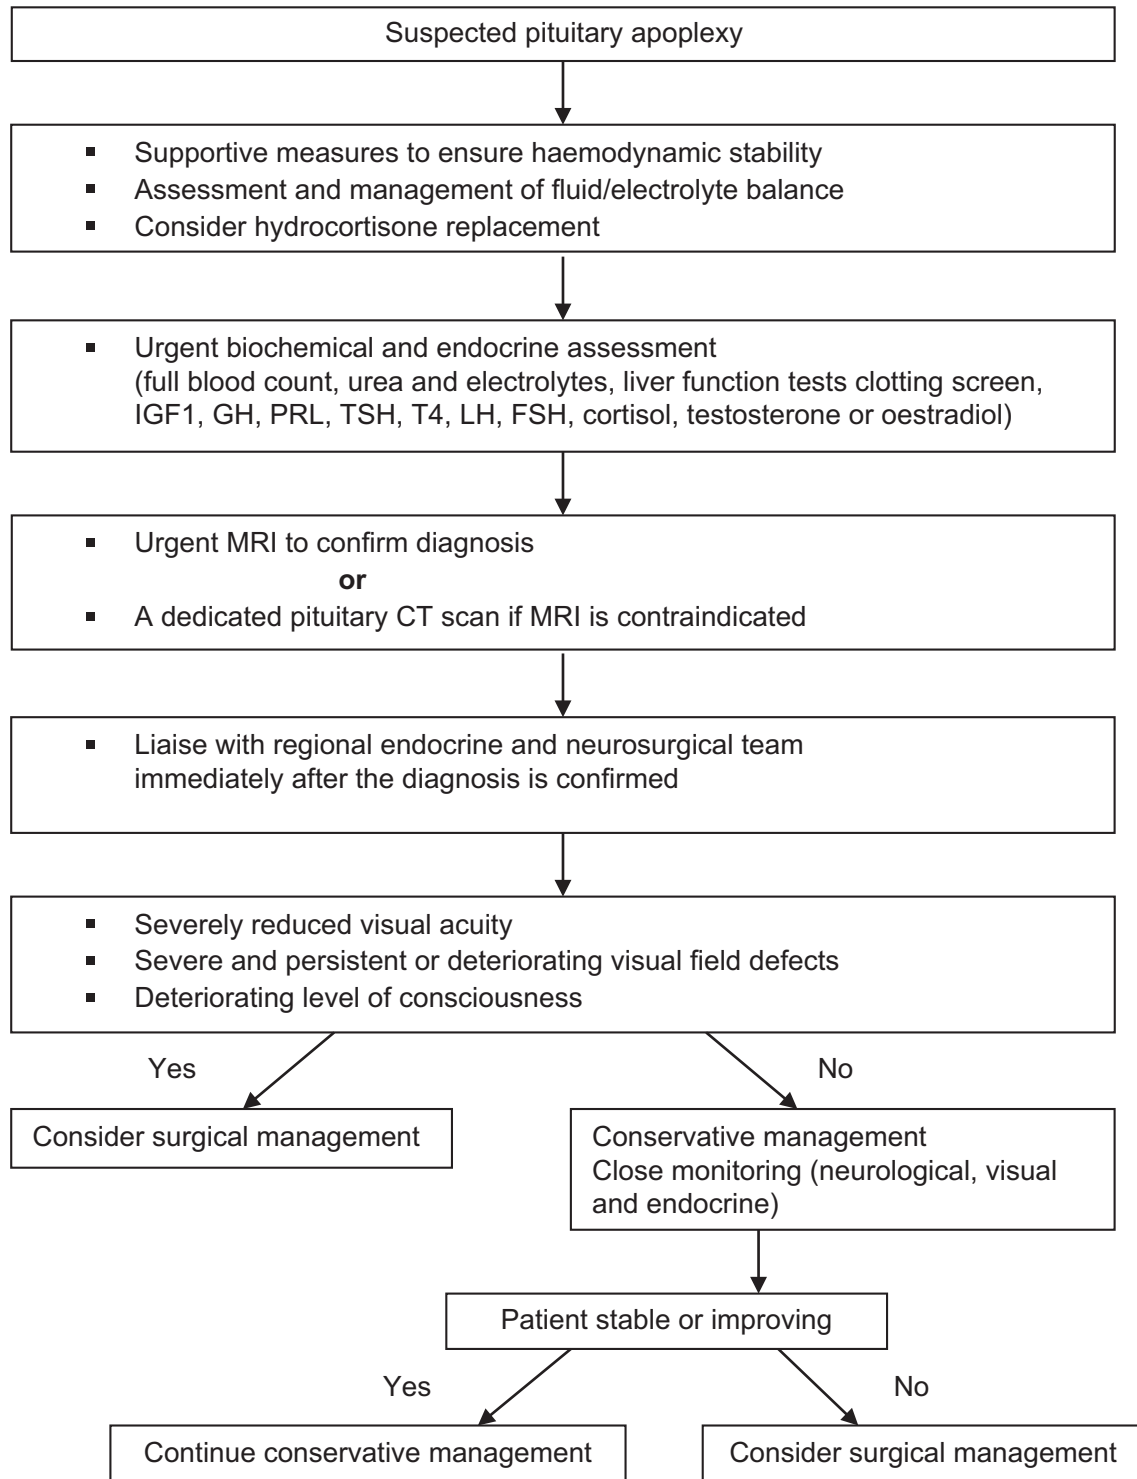 Suspected pituitary apoplexy
▪ Supportive measures to ensure haemodynamic stability
▪ Assessment and management of fluid/electrolyte balance
▪ Consider hydrocortisone replacement
▪ Urgent biochemical and endocrine assessment
(full blood count, urea and electrolytes, liver function tests clotting screen,
IGF1, GH, PRL, TSH, T4, LH, FSH, cortisol, testosterone or oestradiol)
▪ Urgent MRI to confirm diagnosis
or
▪ A dedicated pituitary CT scan if MRI is contraindicated
▪ Liaise with regional endocrine and neurosurgical team
immediately after the diagnosis is confirmed
▪ Severely reduced visual acuity
▪ Severe and persistent or deteriorating visual field defects
▪ Deteriorating level of consciousness
Yes
No
Consider surgical management
Conservative management
Close monitoring (neurological, visual
and endocrine)
Patient stable or improving
Yes
No
Continue conservative management
Consider surgical management